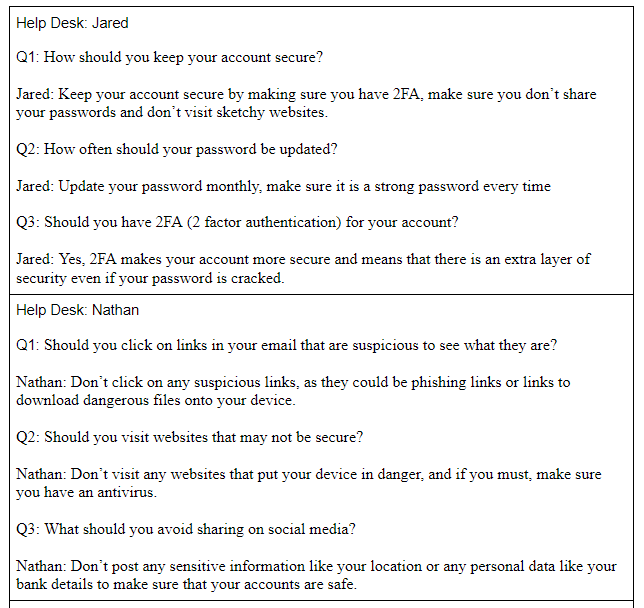 Help Desk: Jared
Q1: How should you keep your account secure?
Jared: Keep your account secure by making sure you have 2FA, make sure you don’t share
your passwords and don’t visit sketchy websites.
Q2: How often should your password be updated?
Jared: Update your password monthly, make sure it is a strong password every time
Q3: Should you have 2FA (2 factor authentication) for your account?
Jared: Yes, 2FA makes your account more secure and means that there is an extra layer of
security even if your password is cracked.
Help Desk: Nathan
Q1: Should you click on links in your email that are suspicious to see what they are?
Nathan: Don’t click on any suspicious links, as they could be phishing links or links to
download dangerous files onto your device.
Q2: Should you visit websites that may not be secure?
Nathan: Don’t visit any websites that put your device in danger, and if you must, make sure
you have an antivirus.
Q3: What should you avoid sharing on social media?
Nathan: Don’t post any sensitive information like your location or any personal data like your
bank details to make sure that your accounts are safe.